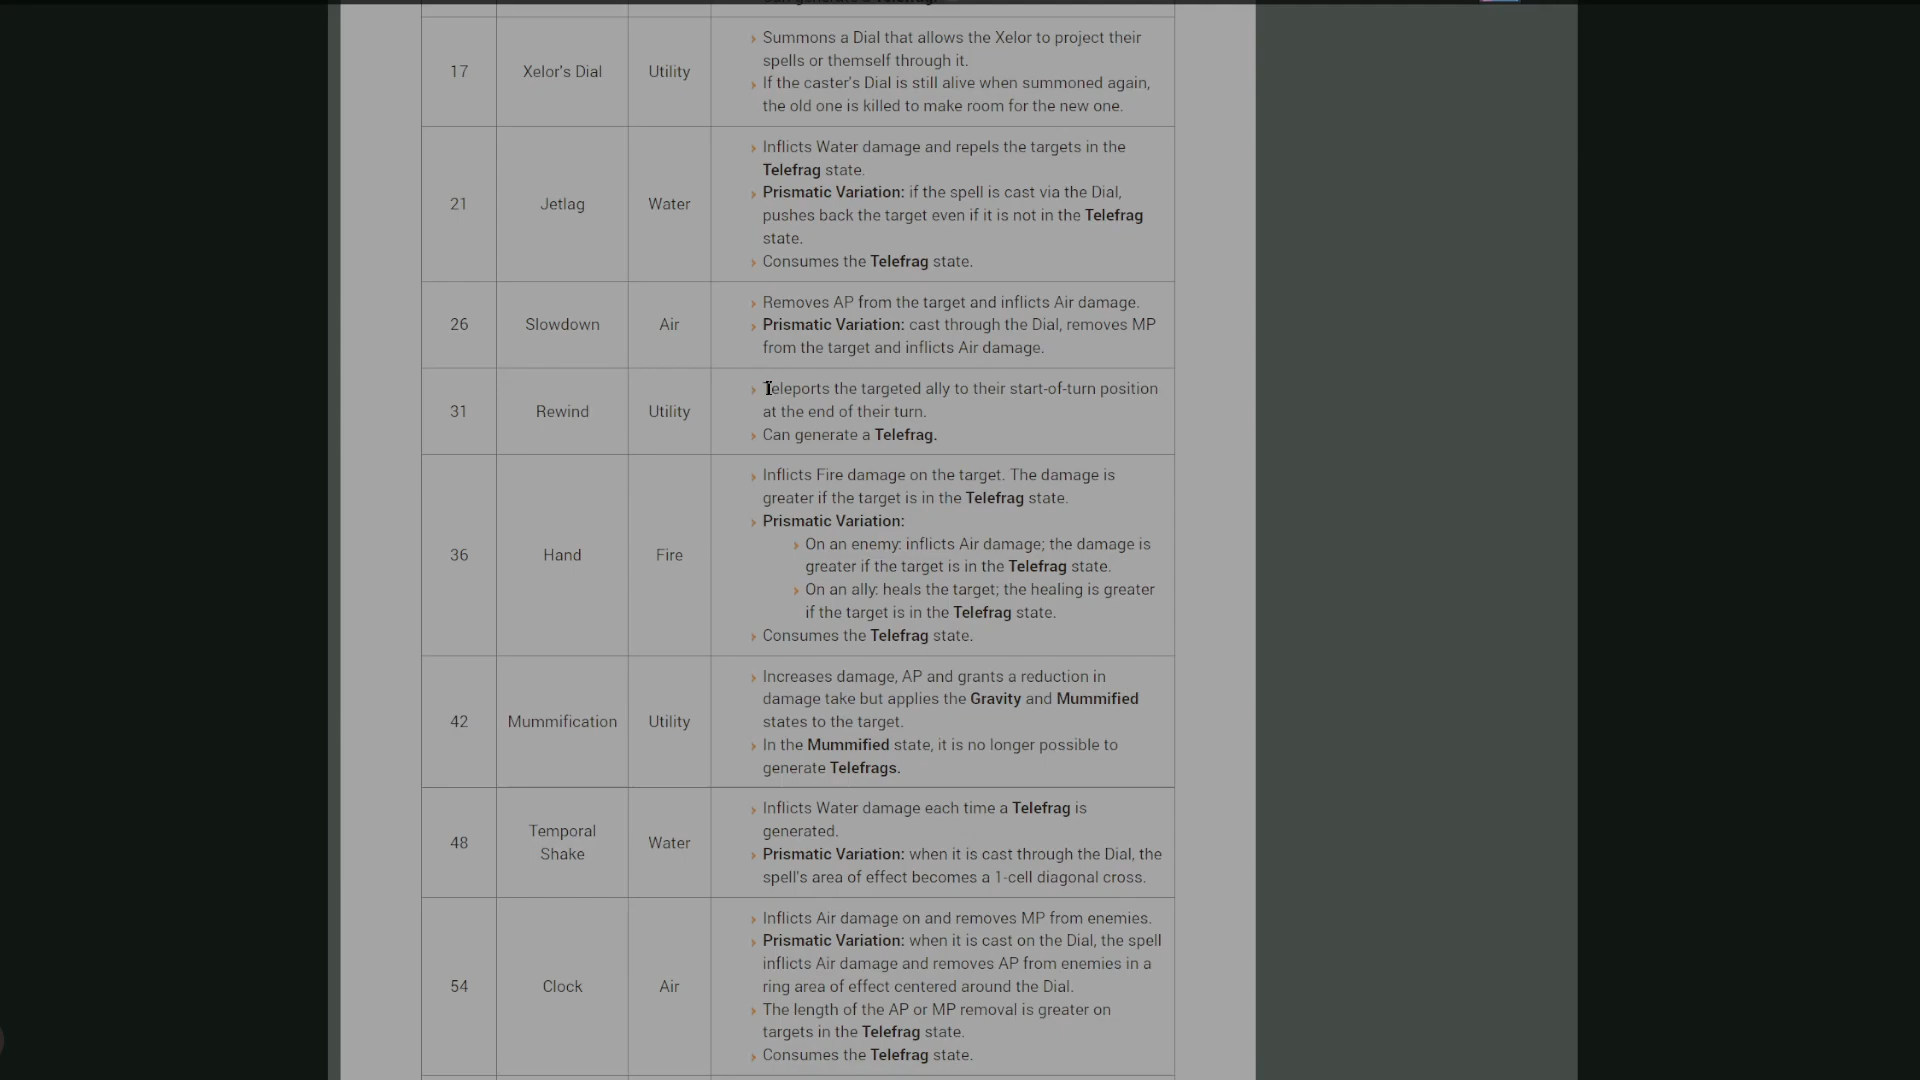 17
Xelor's Dial
Utility
Summons a Dial that allows the Xelor to project their
spells or themself through it.
If the caster's Dial is still alive when summoned again,
the old one is killed to make room for the new one.
21
Jetlag
Water
Inflicts Water damage and repels the targets in the
Telefrag state.
Prismatic Variation: if the spell is cast via the Dial,
pushes back the target even if it is not in the Telefrag
state.
Consumes the Telefrag state.
26
Slowdown
Air
Removes AP from the target and inflicts Air damage.
Prismatic Variation: cast through the Dial, removes MP
from the target and inflicts Air damage.
31
Rewind
Utility
Teleports the targeted ally to their start-of-turn position
at the end of their turn.
Can generate a Telefrag.
36
Hand
Fire
Inflicts Fire damage on the target. The damage is
greater if the target is in the Telefrag state.
Prismatic Variation:
On an enemy: inflicts Air damage; the damage is
greater if the target is in the Telefrag state.
On an ally: heals the target; the healing is greater
if the target is in the Telefrag state.
Consumes the Telefrag state.
42
Mummification
Utility
Increases damage, AP and grants a reduction in
damage take but applies the Gravity and Mummified
states to the target.
In the Mummified state, it is no longer possible to
generate Telefrags.
48
Temporal
Shake
Water
Inflicts Water damage each time a Telefrag is
generated.
Prismatic Variation: when it is cast through the Dial, the
spell's area of effect becomes a 1-cell diagonal cross.
54
Clock
Air
Inflicts Air damage on and removes MP from enemies.
Prismatic Variation: when it is cast on the Dial, the spell
inflicts Air damage and removes AP from enemies in a
ring area of effect centered around the Dial.
The length of the AP or MP removal is greater on
targets in the Telefrag state.
Consumes the Telefrag state.